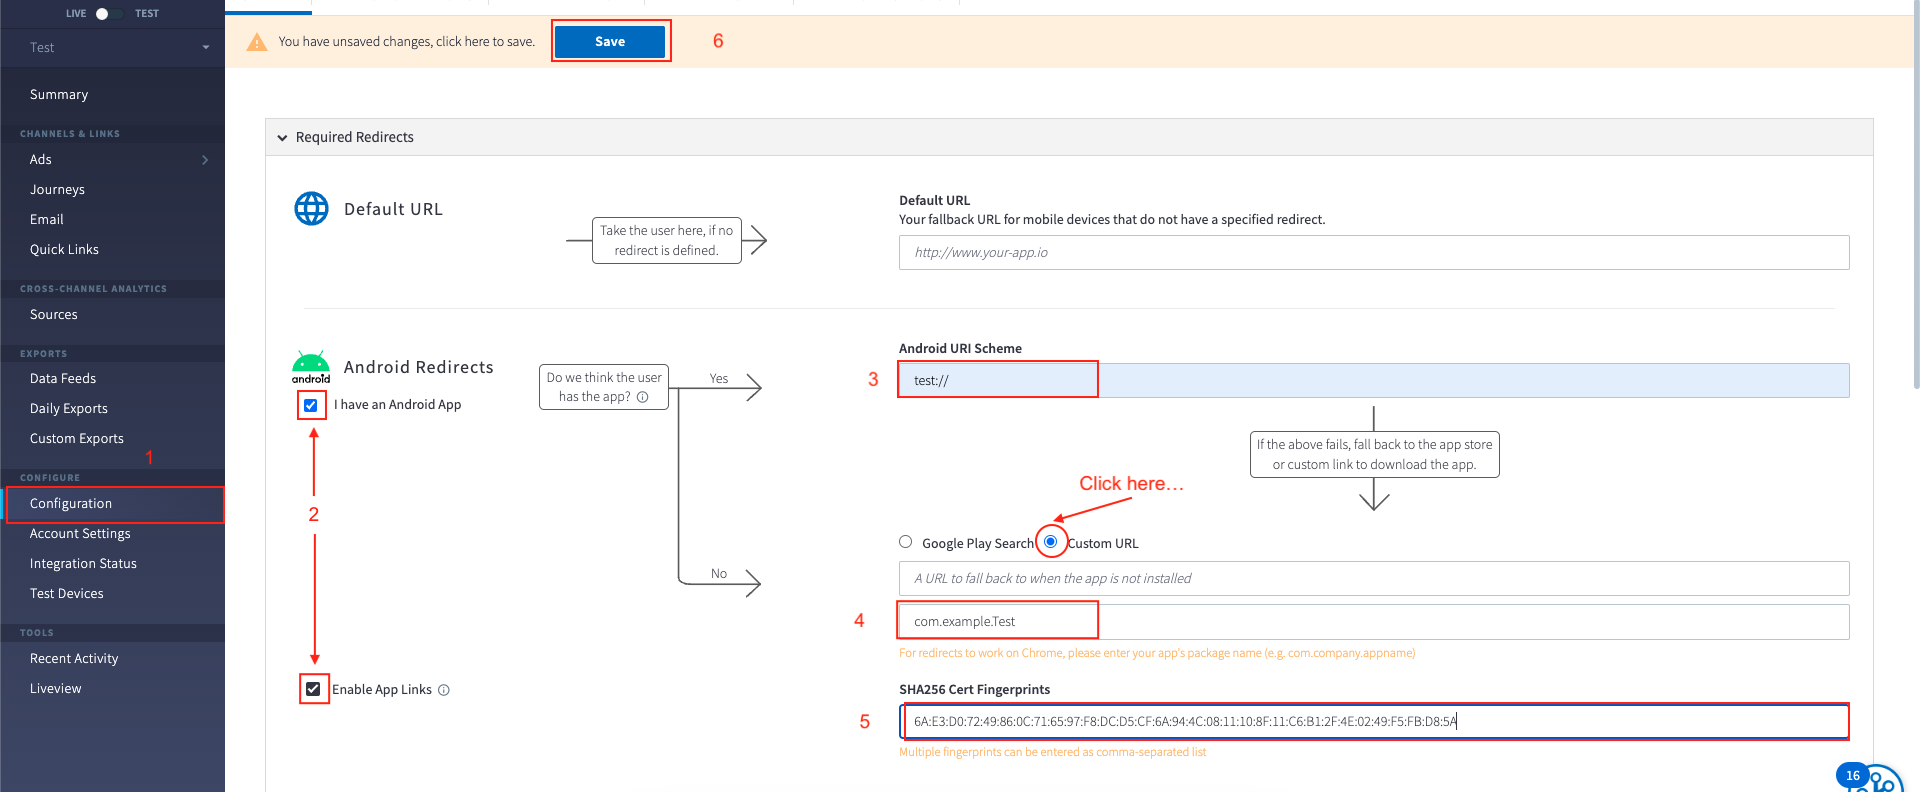 LIVE TEST
Test
Summary
CHANNELS & LINKS
Ads
Journeys
Email
Quick Links
CROSS-CHANNEL ANALYTICS
Sources
EXPORTS
Data Feeds
Daily Exports
Custom Exports
1
CONFIGURE
Configuration
Account Settings
Integration Status
Test Devices
TOOLS
Recent Activity
Liveview
You have unsaved changes, click here to save.
Save
6
Required Redirects
Default URL
Take the user here, if no
redirect is defined.
Default URL
Your fallback URL for mobile devices that do not have a specified redirect.
http://www.your-app.io
android
Android Redirects
I have an Android App
2
Enable App Links
Do we think the user
has the app?
Yes
No
Android URI Scheme
3
test://
If the above fails, fall back to the app store
or custom link to download the app.
Click here...
Google Play Search
Custom URL
A URL to fall back to when the app is not installed
4
com.example.Test
For redirects to work on Chrome, please enter your app's package name (e.g. com.company.appname)
SHA256 Cert Fingerprints
5
6A:E3:D0:72:49:86:0C:71:65:97:F8:DC:D5:CF:6A:94:4C:08:11:10:8F:11:C6:B1:2F:4E:02:49:F5:FB:D8:5A
Multiple fingerprints can be entered as comma-separated list
16